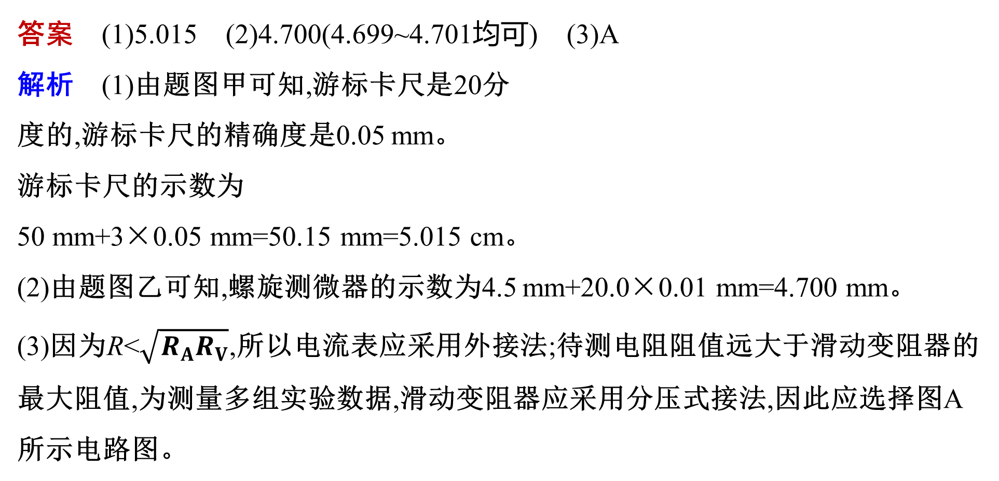 答案 (1)5.015 (2)4.700(4.699~4.701均可) (3)A
解析 (1)由题图甲可知,游标卡尺是20分
度的,游标卡尺的精确度是0.05 mm。
游标卡尺的示数为
50 mm+3×0.05 mm=50.15 mm=5.015 cm。
(2)由题图乙可知,螺旋测微器的示数为4.5 mm+20.0×0.01 mm=4.700 mm。
(3)因为R<√(R_A R_V),所以电流表应采用外接法;待测电阻阻值远大于滑动变阻器的
最大阻值,为测量多组实验数据,滑动变阻器应采用分压式接法,因此应选择图A
所示电路图。